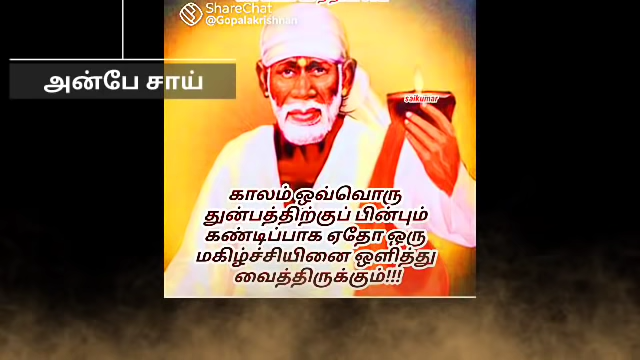 ShareChat
@Gopalakrishnan
அன்பே சாய்
saikumar
காலம் ஒவ்வொரு
துன்பத்திற்குப் பின்பும்
கண்டிப்பாக ஏதோ ஒரு
மகிழ்ச்சியினை ஒளித்து
வைத்திருக்கும்!!!